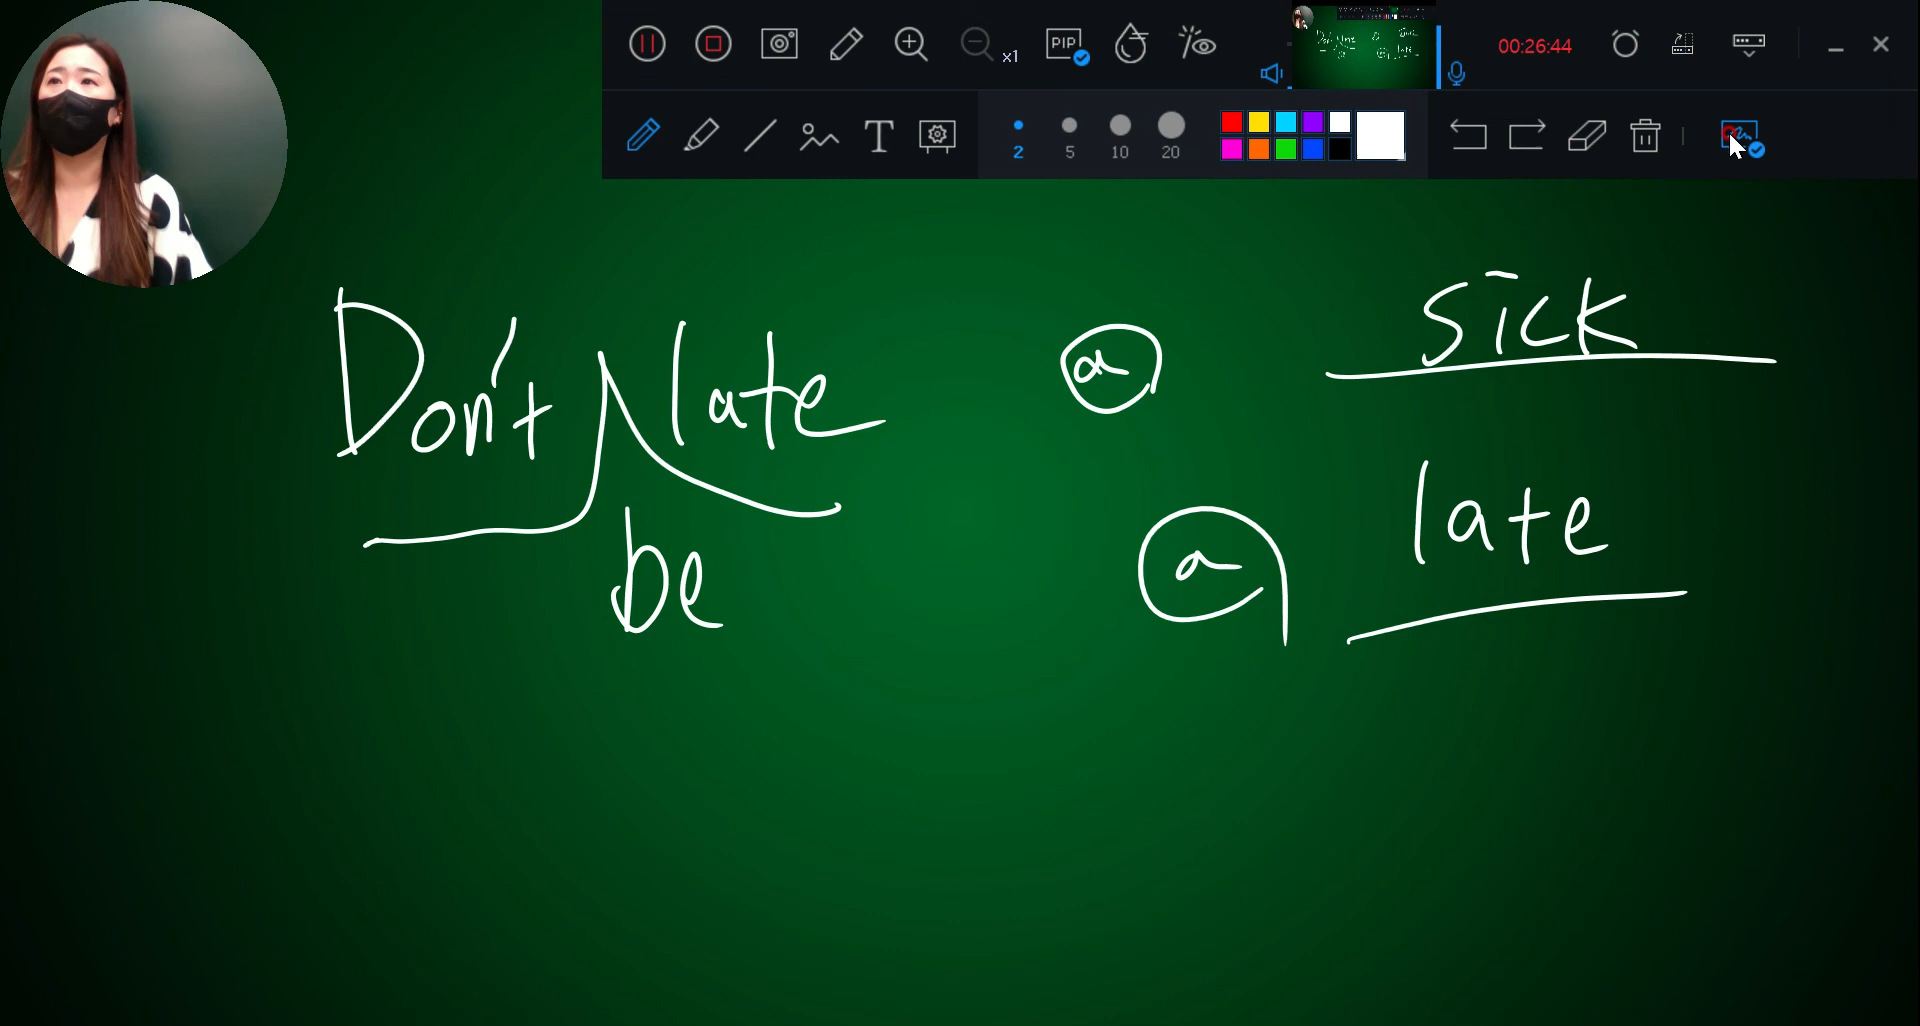 x1
PIP
00:26:44
T
2 5 10 20
Don't late
be
a sick
a late